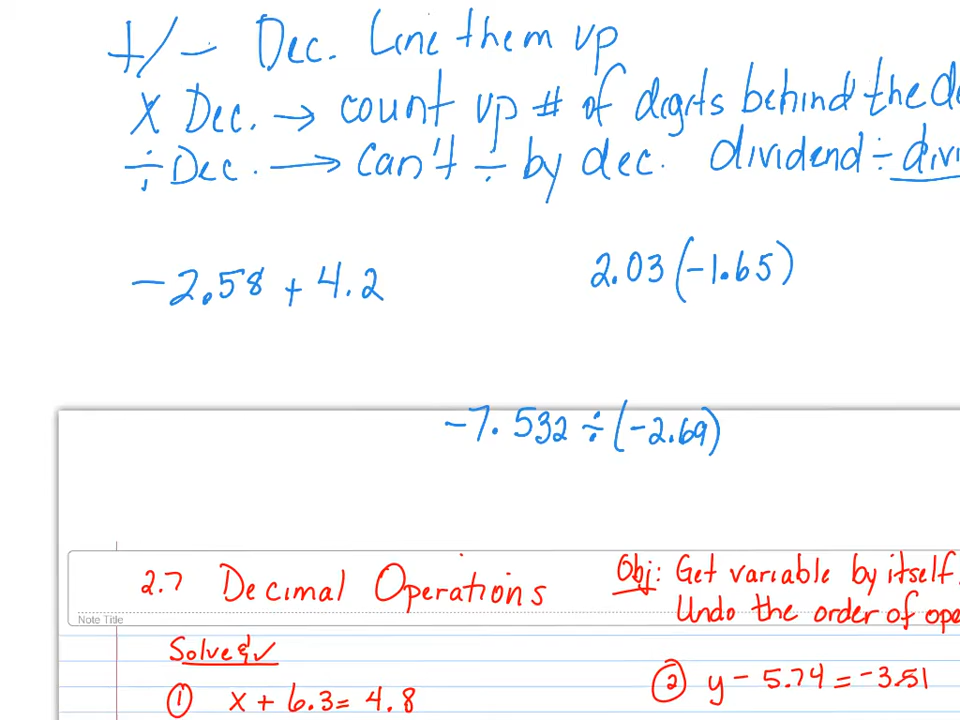 +/- Dec. Line them up
x Dec. → count up # of digits behind the
÷ Dec. → can't ÷ by dec. dividend ÷
-2.58 + 4.2 2.03(-1.65)
-7.532 ÷ (-2.69)
2.7 Decimal Operations Obj: Get variable by itself.
Undo the order of
Note Title
Solve & ✓
① x + 6.3 = 4.8 ② y - 5.74 = -3.51